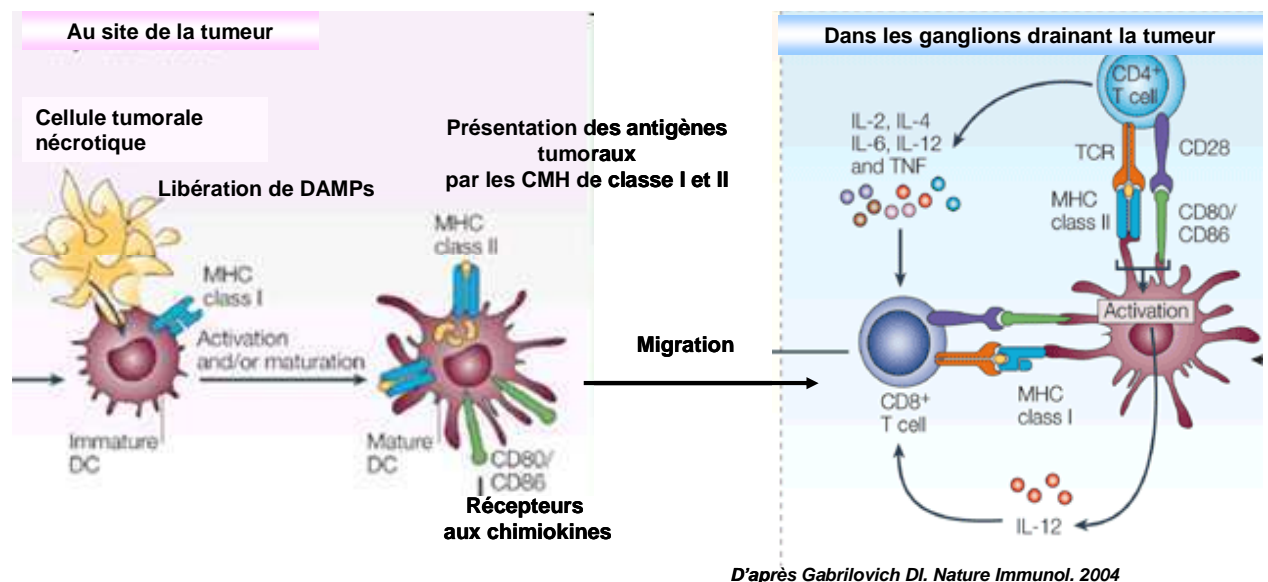 Au site de la tumeur
Cellule tumorale
nécrotique
Libération de DAMPs
MHC
class I
Activation
and/or maturation
Immature
DC
Présentation des antigènes
tumoraux
par les CMH de classe I et II
MHC
class II
Mature
DC
CD80/
CD86
Récepteurs
aux chimiokines
Migration
Dans les ganglions drainant la tumeur
CD4+
T cell
IL-2, IL-4
IL-6, IL-12
and TNF
TCR
CD28
MHC
class II
CD80/
CD86
Activation
CD8+
T cell
MHC
class I
IL-12
D'après Gabrilovich DI. Nature Immunol. 2004